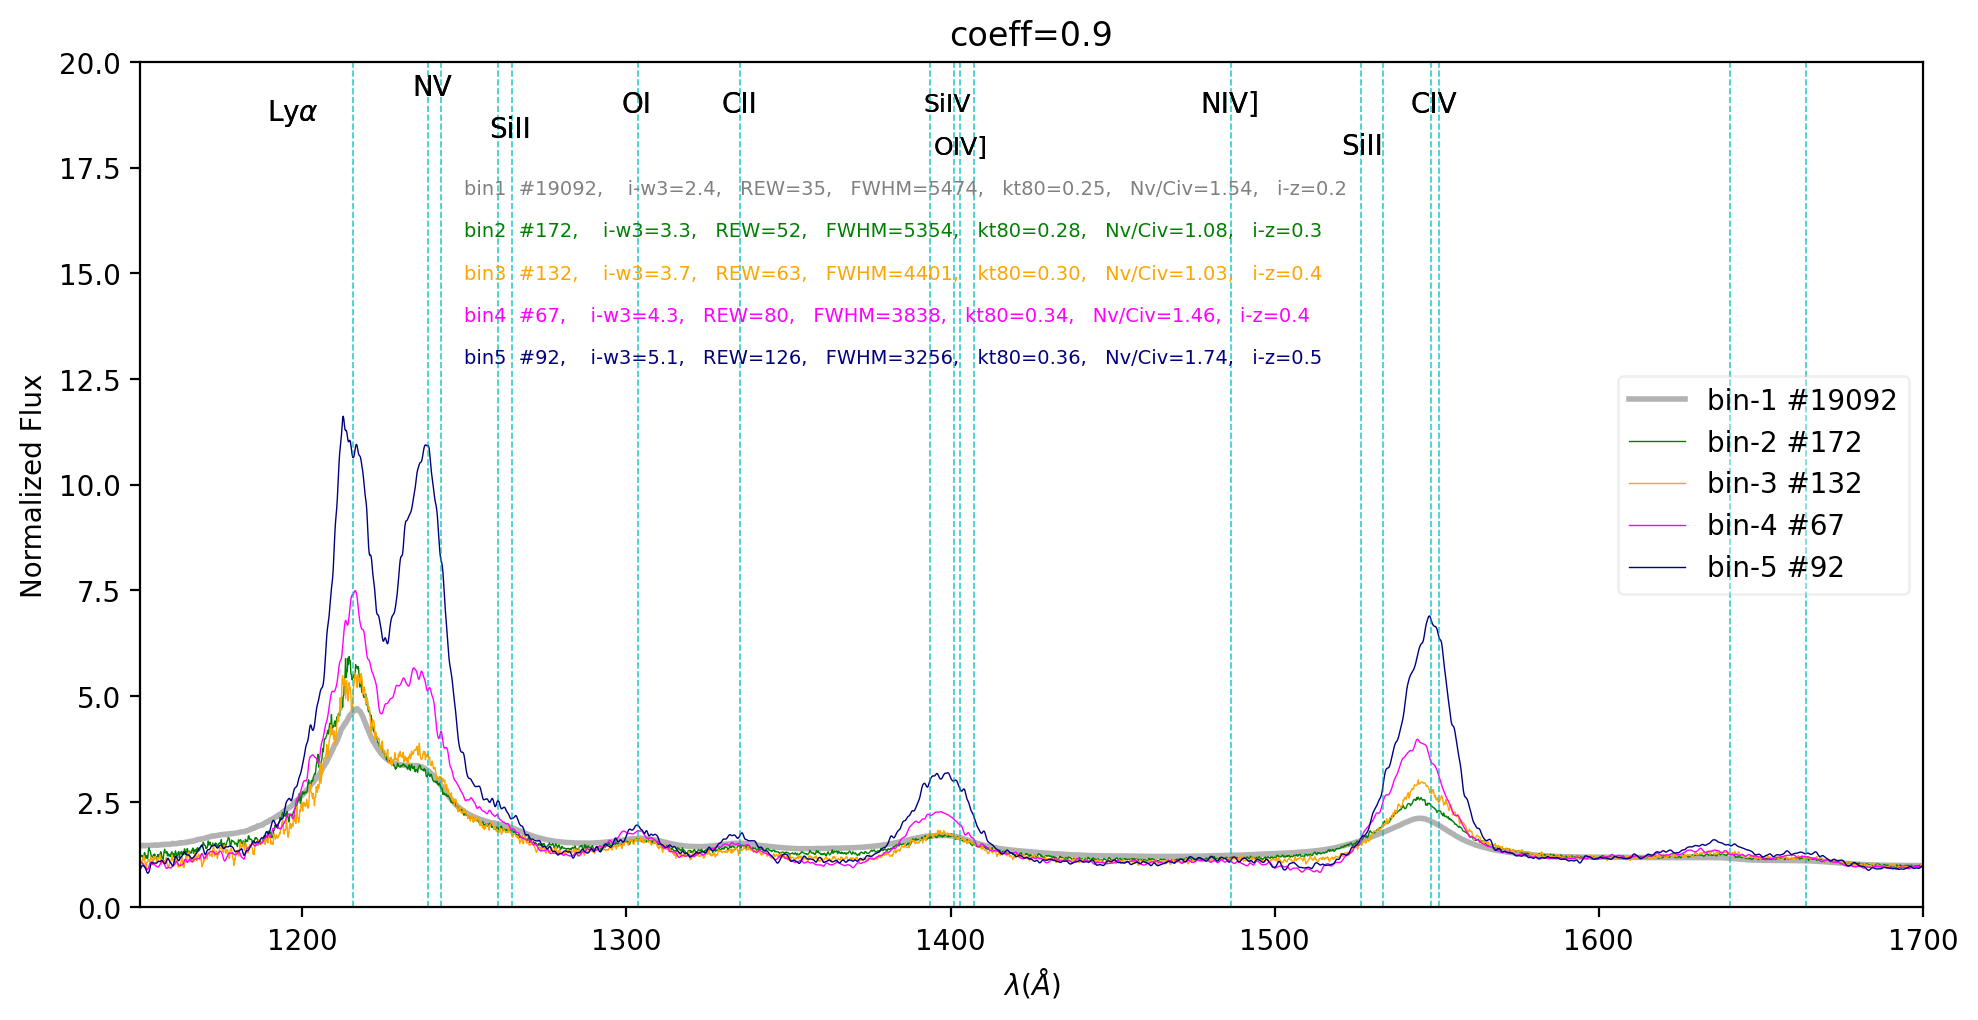 coeff=0.9
20.0
17.5
15.0
12.5
10.0
7.5
5.0
2.5
0.0
Normalized Flux
Lyα
NV
SiII
OI
CII
SiIV
OIV]
NIV]
SiII
CIV
bin1 #19092, i-w3=2.4, REW=35, FWHM=5474, kt80=0.25, Nv/Civ=1.54, i-z=0.2
bin2 #172, i-w3=3.3, REW=52, FWHM=5354, kt80=0.28, Nv/Civ=1.08, i-z=0.3
bin3 #132, i-w3=3.7, REW=63, FWHM=4401, kt80=0.30, Nv/Civ=1.03, i-z=0.4
bin4 #67, i-w3=4.3, REW=80, FWHM=3838, kt80=0.34, Nv/Civ=1.46, i-z=0.4
bin5 #92, i-w3=5.1, REW=126, FWHM=3256, kt80=0.36, Nv/Civ=1.74, i-z=0.5
bin-1 #19092
bin-2 #172
bin-3 #132
bin-4 #67
bin-5 #92
1200 1300 1400 1500 1600 1700
λ(Å)